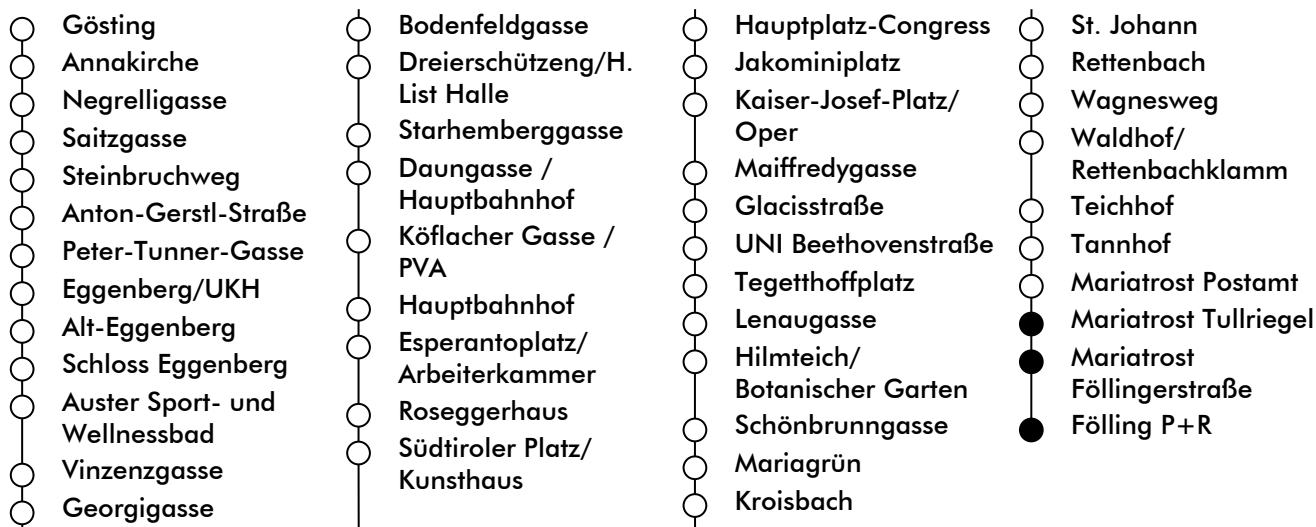 Gösting
Annakirche
Negrelligasse
Saitzgasse
Steinbruchweg
Anton-Gerstl-Straße
Peter-Tunner-Gasse
Eggenberg/UKH
Alt-Eggenberg
Schloss Eggenberg
Auster Sport- und
Wellnessbad
Vinzenzgasse
Georgigasse
Bodenfeldgasse
Dreierschützeng/H.
List Halle
Starhemberggasse
Daungasse /
Hauptbahnhof
Köflacher Gasse /
PVA
Hauptbahnhof
Esperantoplatz/
Arbeiterkammer
Roseggerhaus
Südtiroler Platz/
Kunsthaus
Hauptplatz-Congress
Jakominiplatz
Kaiser-Josef-Platz/
Oper
Maiffredygasse
Glacisstraße
UNI Beethovenstraße
Tegetthoffplatz
Lenaugasse
Hilmteich/
Botanischer Garten
Schönbrunngasse
Mariagrün
Kroisbach
St. Johann
Rettenbach
Wagnesweg
Waldhof/
Rettenbachklamm
Teichhof
Tannhof
Mariatrost Postamt
Mariatrost Tullriegel
Mariatrost
Föllingerstraße
Fölling P+R